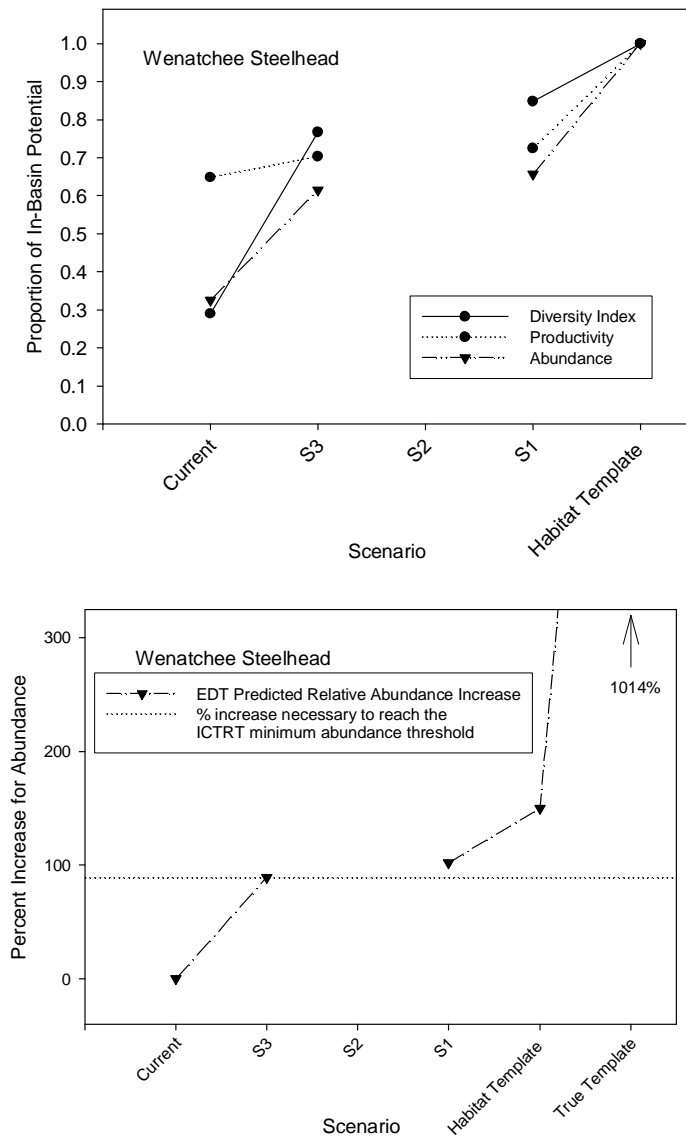 Wenatchee Steelhead
Proportion of In-Basin Potential
1.0
0.9
0.8
0.7
0.6
0.5
0.4
0.3
0.2
0.1
0.0
Diversity Index
Productivity
Abundance
Current
S3
S2
S1
Habitat Template
Scenario
Wenatchee Steelhead
EDT Predicted Relative Abundance Increase
% increase necessary to reach the
ICTRT minimum abundance threshold
1014%
Percent Increase for Abundance
300
200
100
0
Current
S3
S2
S1
Habitat Template
True Template
Scenario